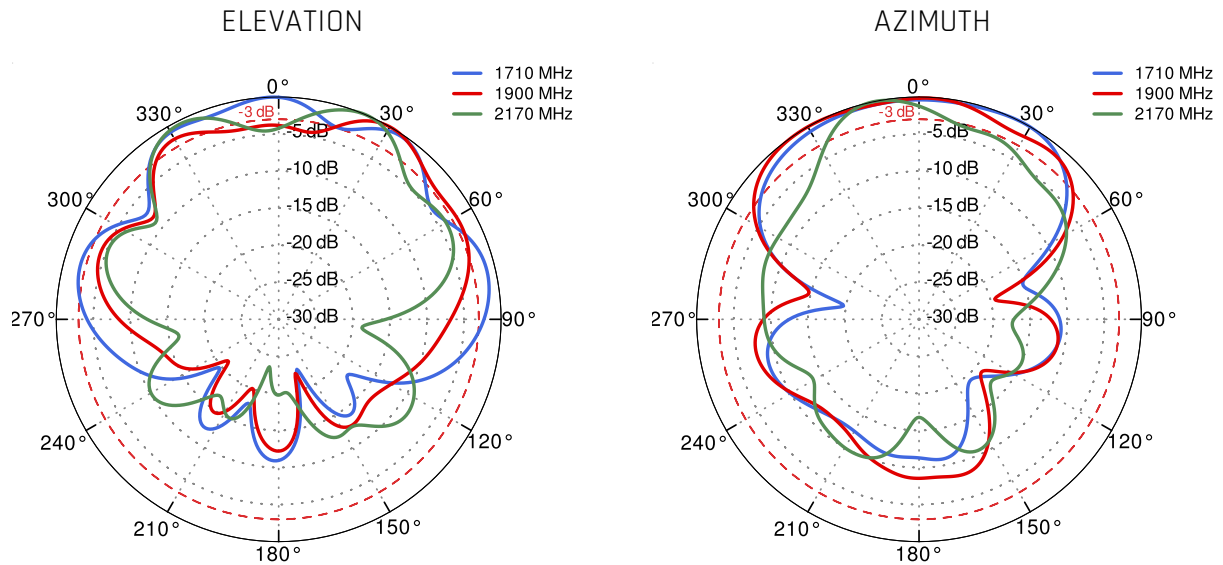 ELEVATION
1710 MHz
1900 MHz
2170 MHz
0°
30°
60°
90°
120°
150°
180°
210°
240°
270°
300°
330°
-3 dB
-5 dB
-10 dB
-15 dB
-20 dB
-25 dB
-30 dB
AZIMUTH
1710 MHz
1900 MHz
2170 MHz
0°
30°
60°
90°
120°
150°
180°
210°
240°
270°
300°
330°
-3 dB
-5 dB
-10 dB
-15 dB
-20 dB
-25 dB
-30 dB